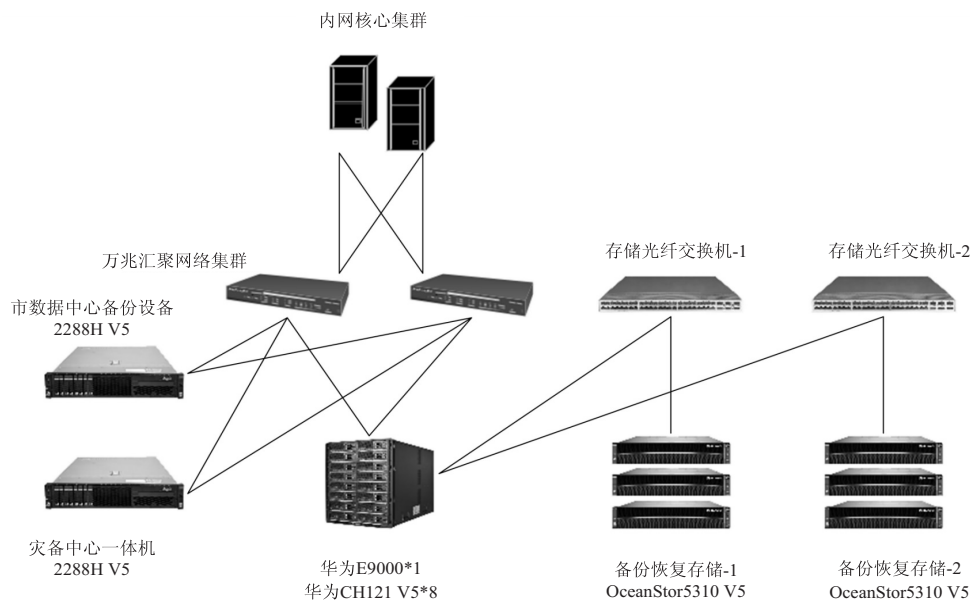 内网核心集群
万兆汇聚网络集群
存储光纤交换机-1
存储光纤交换机-2
市数据中心备份设备
2288H V5
灾备中心一体机
2288H V5
华为E9000*1
华为CH121 V5*8
备份恢复存储-1
OceanStor5310 V5
备份恢复存储-2
OceanStor5310 V5